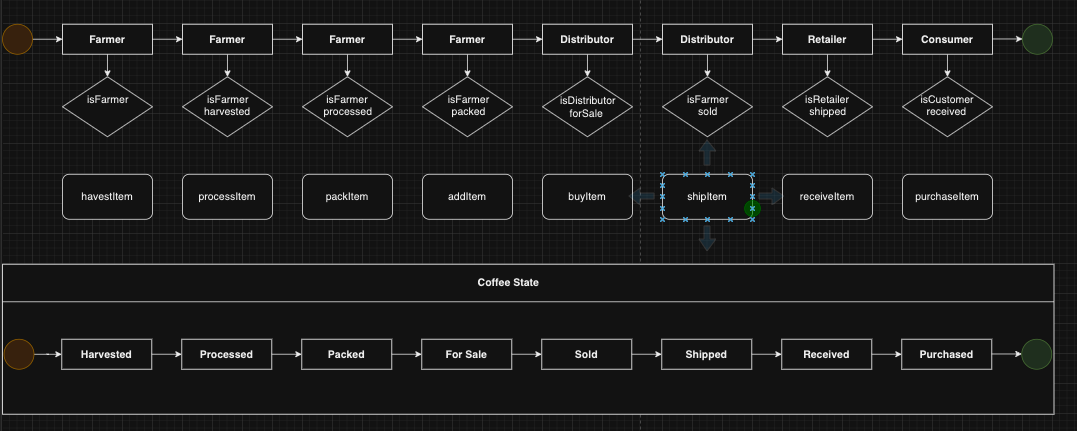 Farmer
Farmer
Farmer
Farmer
Distributor
Distributor
Retailer
Consumer
isFarmer
isFarmer
harvested
isFarmer
processed
isFarmer
packed
isDistributor
forSale
isFarmer
sold
isRetailer
shipped
isCustomer
received
havestItem
processItem
packItem
addItem
buyItem
shipItem
receiveItem
purchaseItem
Coffee State
Harvested
Processed
Packed
For Sale
Sold
Shipped
Received
Purchased